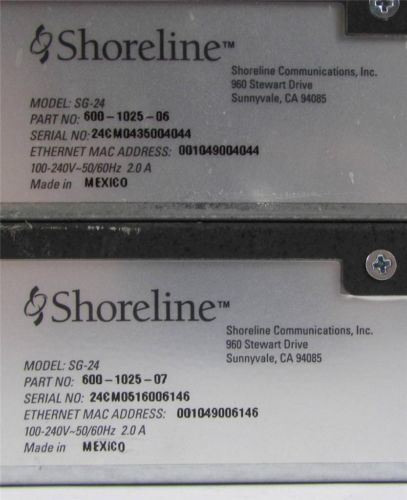 Shoreline™
Shoreline Communications, Inc.
960 Stewart Drive
Sunnyvale, CA 94085
MODEL: SG-24
PART NO: 600-1025-06
SERIAL NO: 24CM0435004044
ETHERNET MAC ADDRESS: 001049004044
100-240V~50/60Hz 2.0 A
Made in MEXICO
Shoreline™
Shoreline Communications, Inc.
960 Stewart Drive
Sunnyvale, CA 94085
MODEL: SG-24
PART NO: 600-1025-07
SERIAL NO: 24CM0516006146
ETHERNET MAC ADDRESS: 001049006146
100-240V~50/60Hz 2.0 A
Made in MEXICO